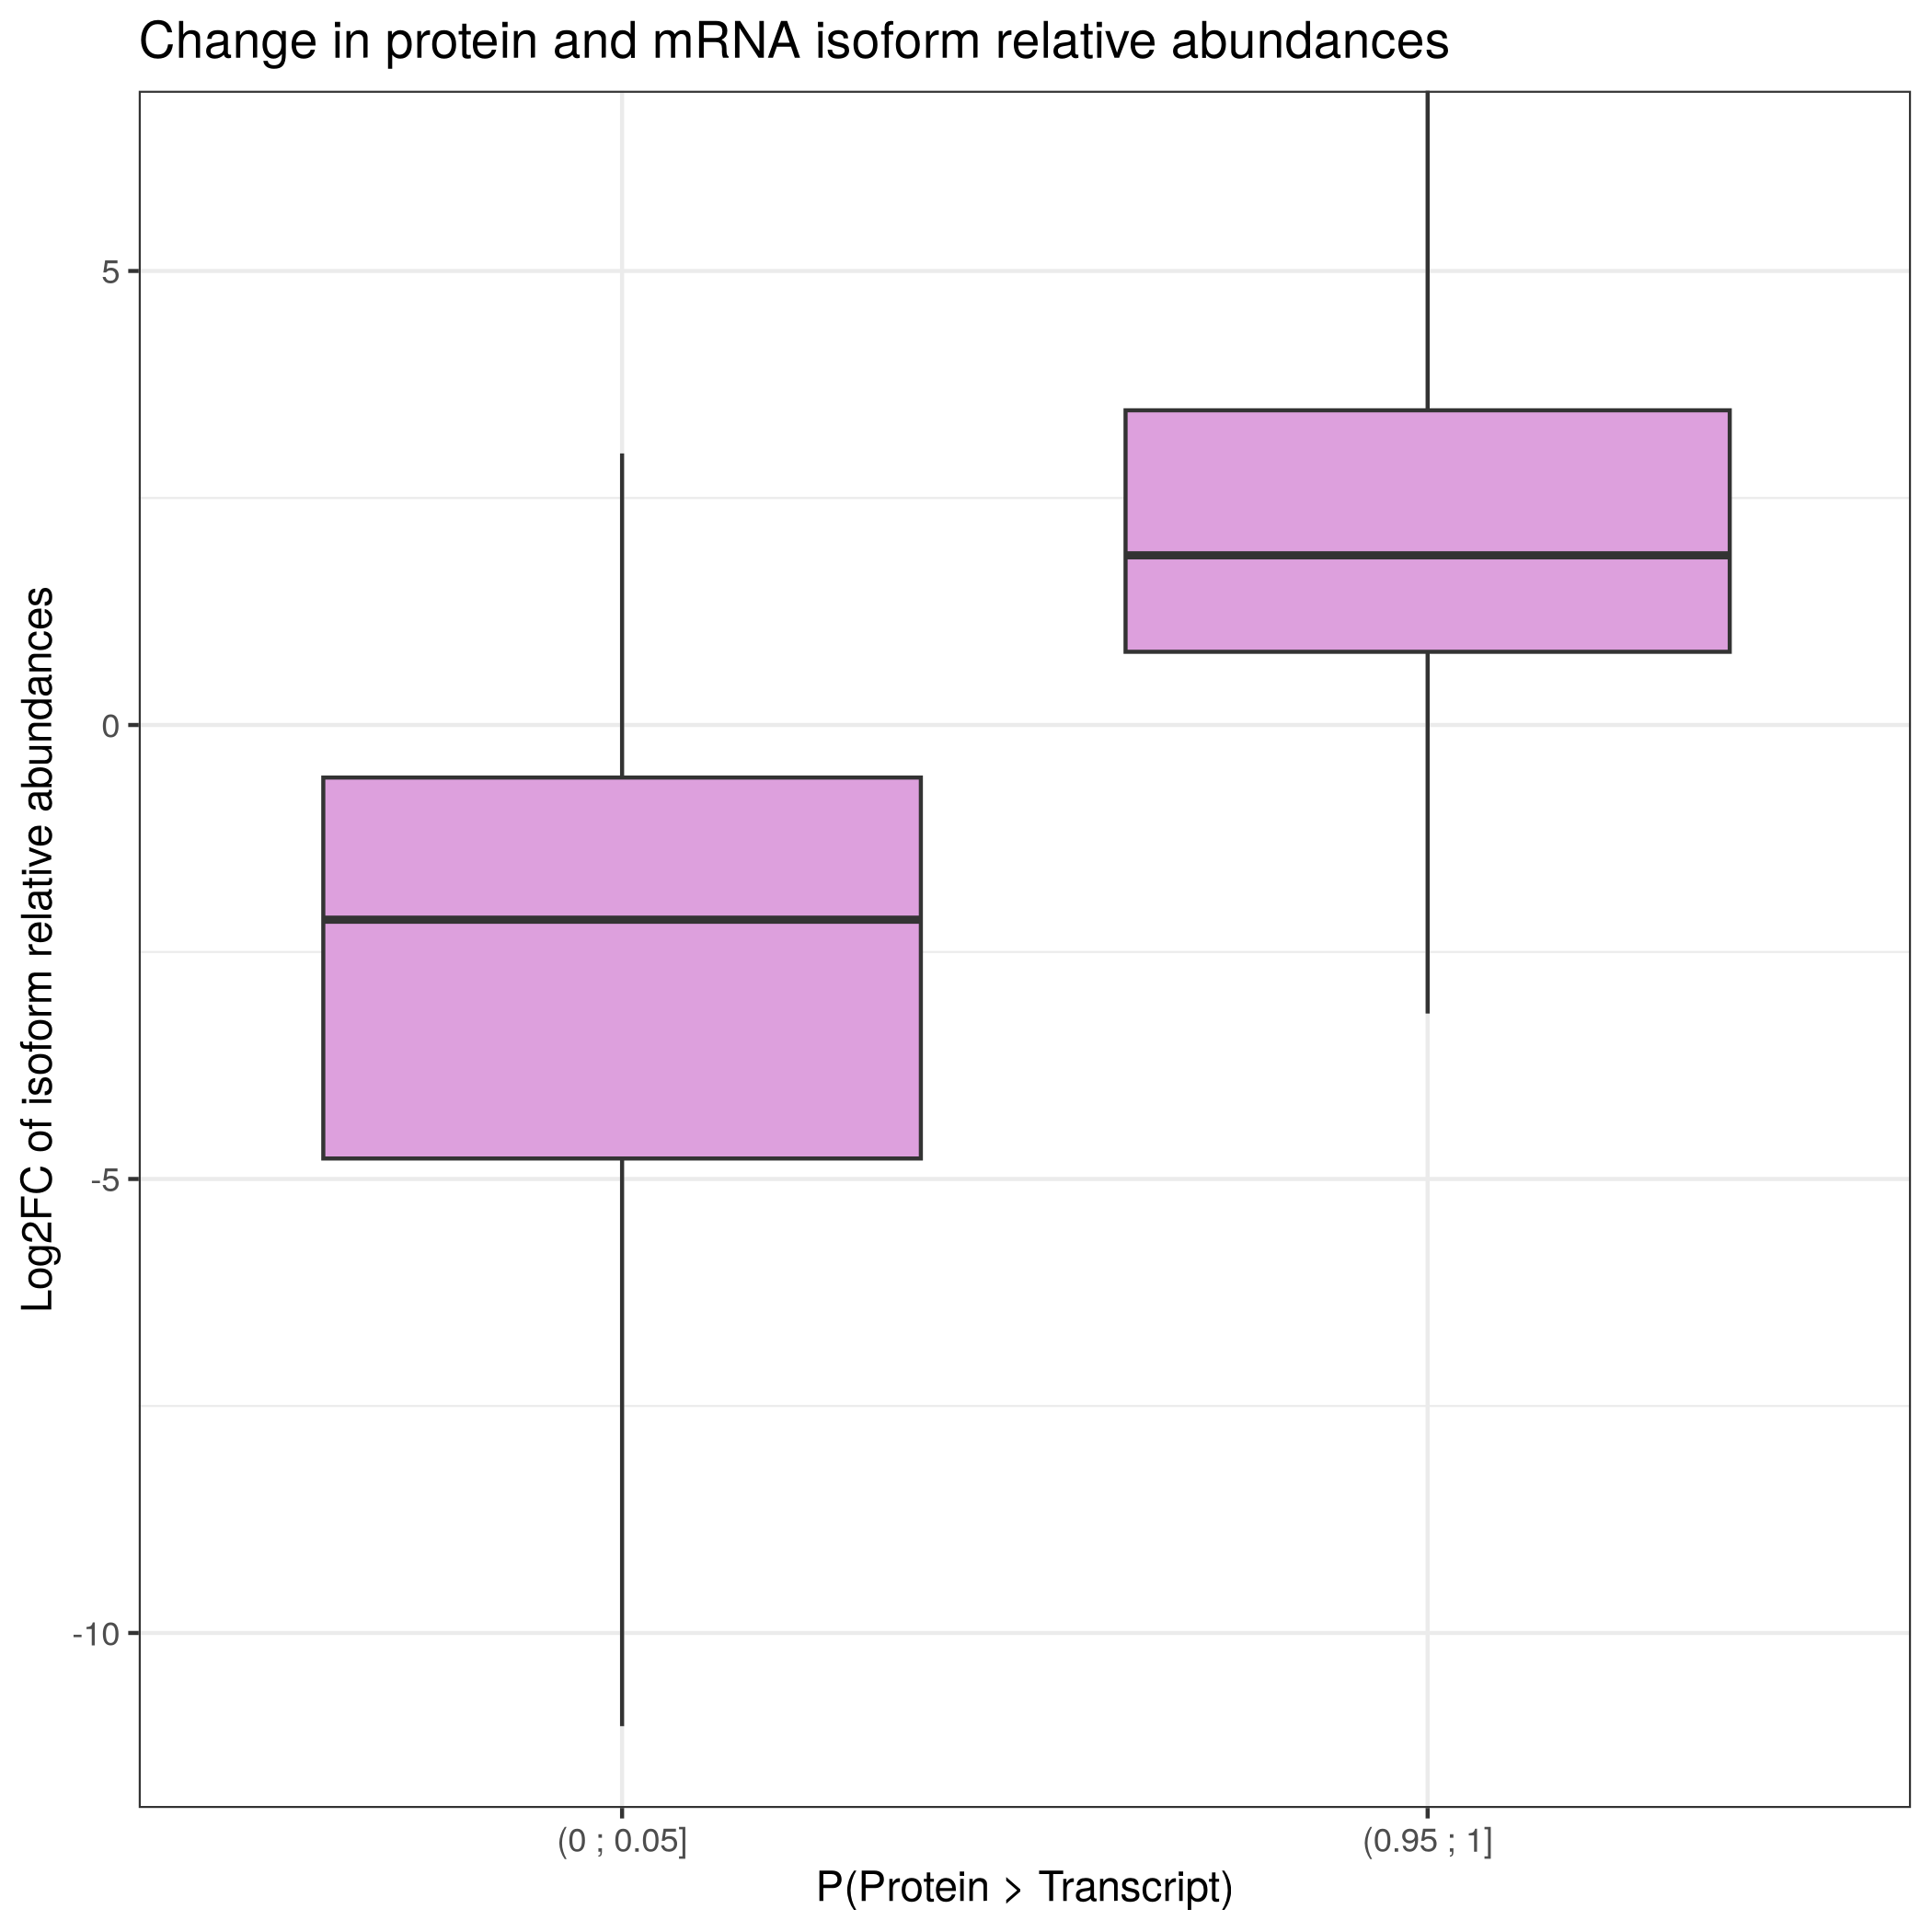 Change in protein and mRNA isoform relative abundances
Log2FC of isoform relative abundances
5
0
-5
-10
(0 ; 0.05]
(0.95 ; 1]
P(Protein > Transcript)